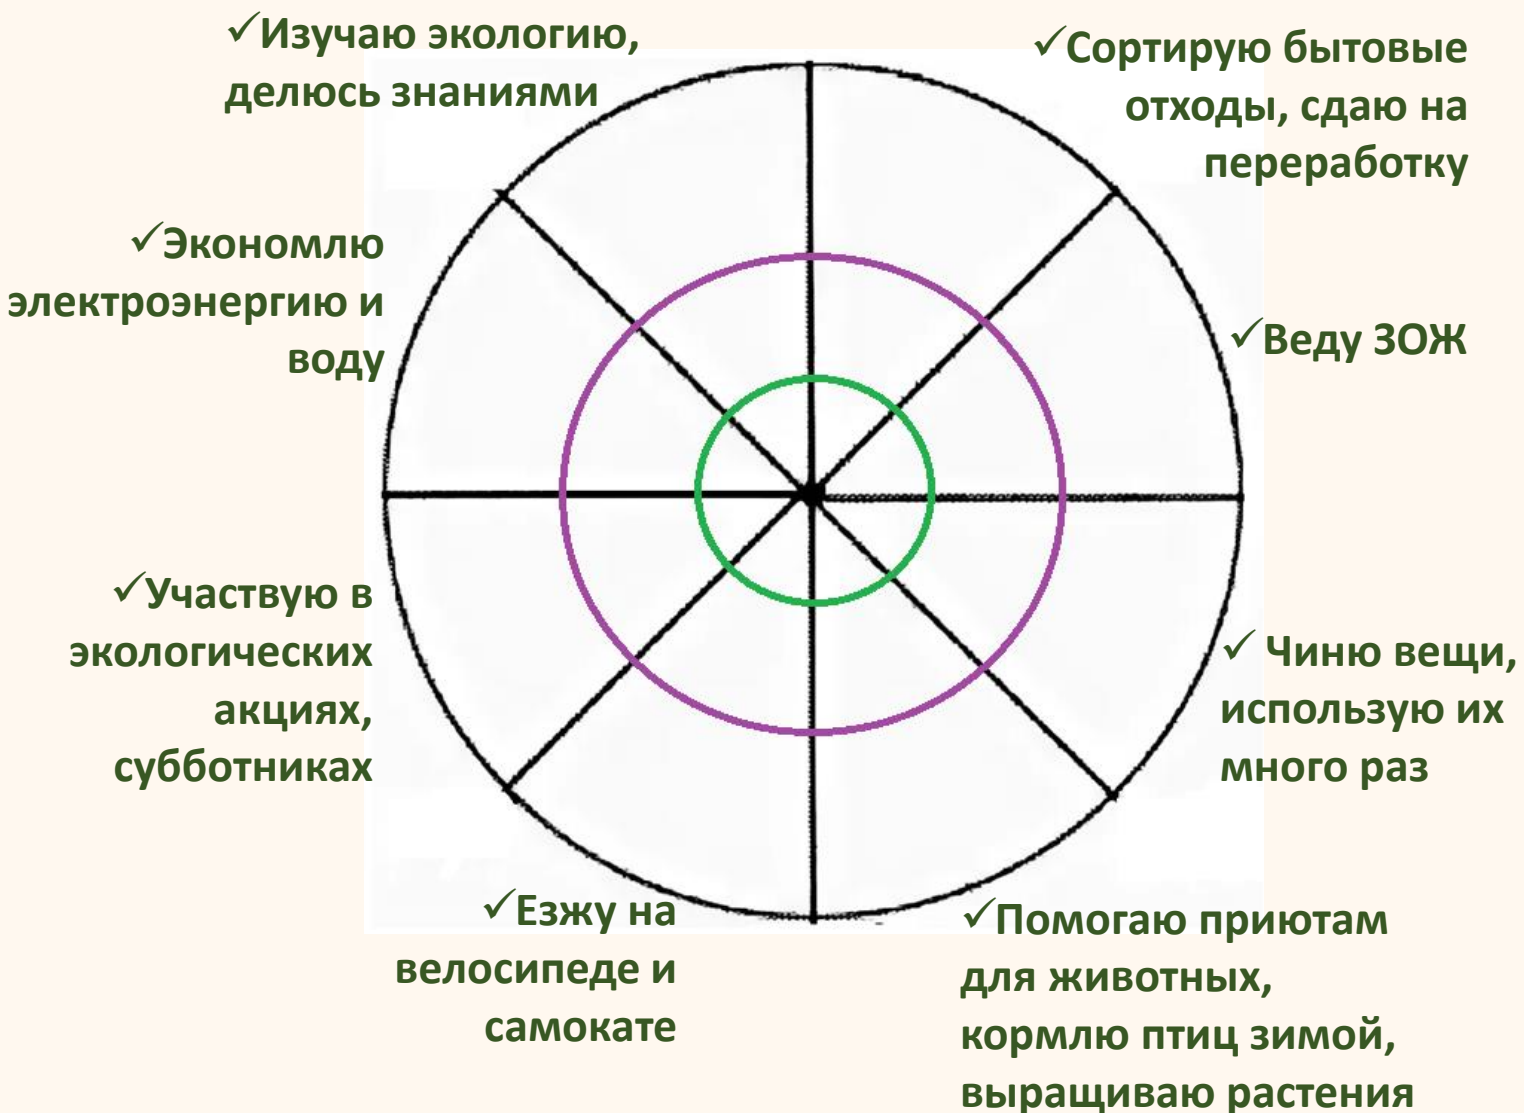 ✓Изучаю экологию,
делюсь знаниями
✓Сортирую бытовые
отходы, сдаю на
переработку
✓Экономлю
электроэнергию и
воду
✓Веду ЗОЖ
✓Участвую в
экологических
акциях,
субботниках
✓ Чиню вещи,
использую их
много раз
✓Езжу на
велосипеде и
самокате
✓Помогаю приютам
для животных,
кормлю птиц зимой,
выращиваю растения